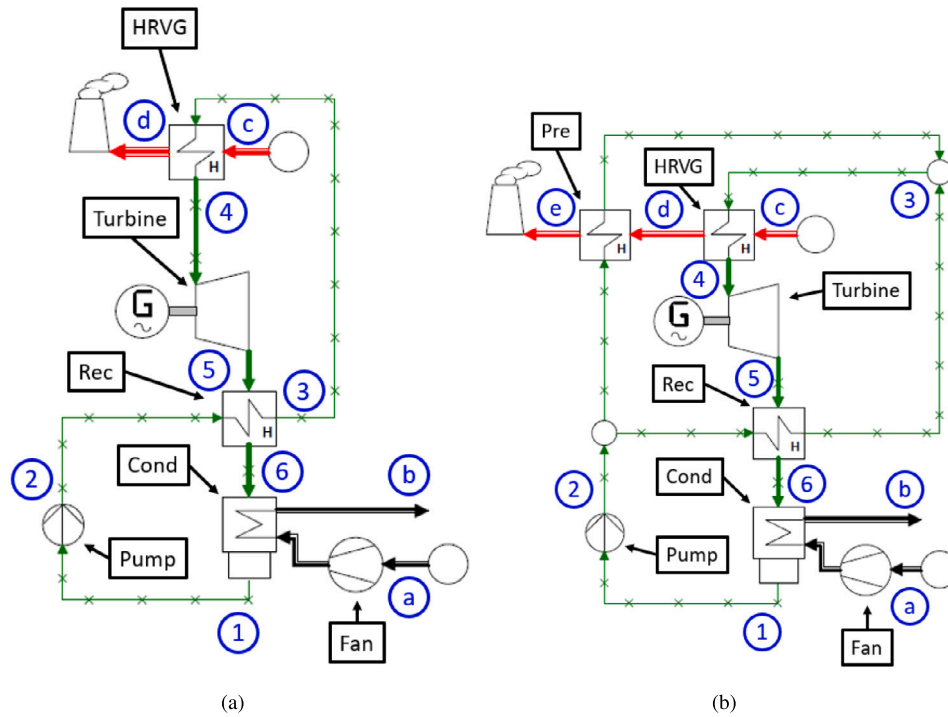 HRVG
d
c
H
4
Turbine
G
5
Rec
3
H
Cond
6
2
b
Pump
1
a
Fan
(a)
Pre
HRVG
3
e
d
c
H
H
4
Turbine
G
5
Rec
H
Cond
6
2
b
Pump
1
a
Fan
(b)